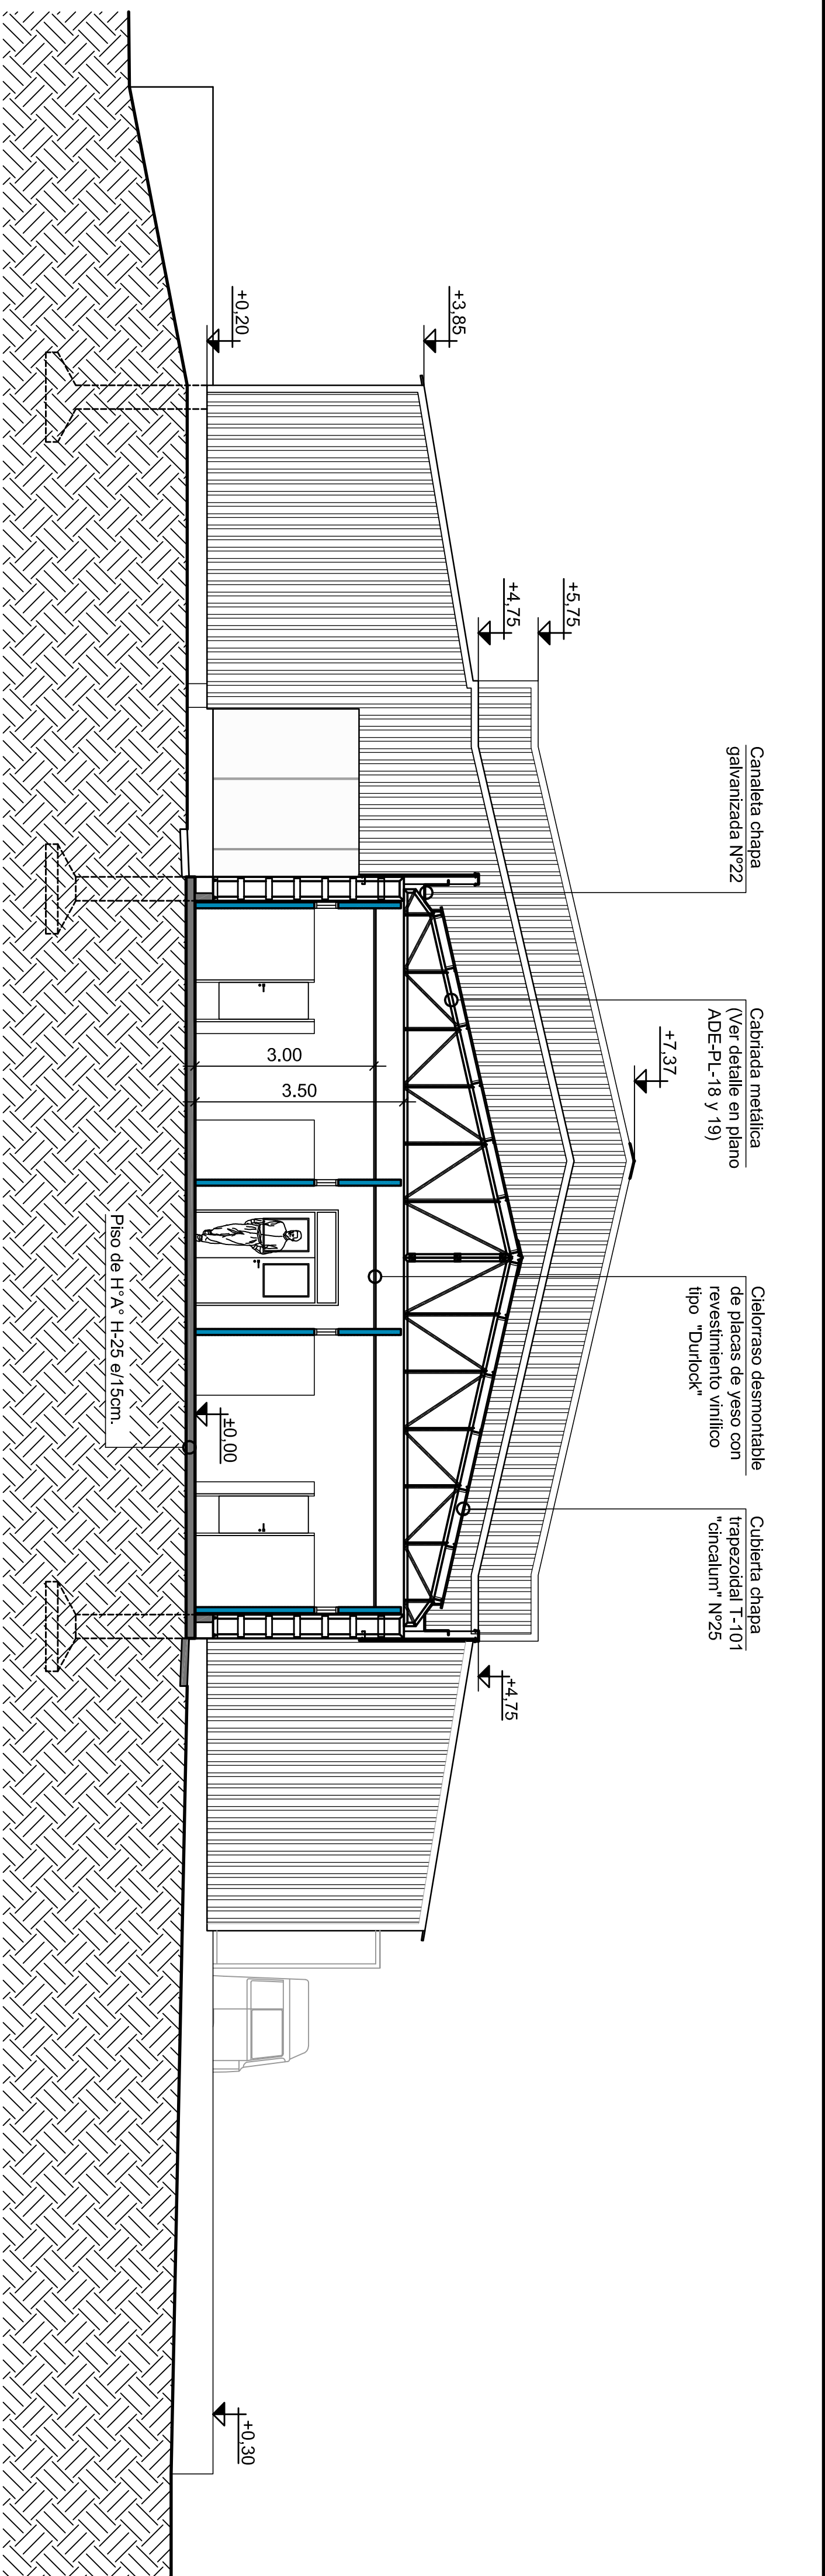 Canaleta chapa
galvanizada Nº22
Cabriada metálica
(Ver detalle en plano
ADE-PL-18 y 19)
Cielorraso desmontable
de placas de yeso con
revestimiento vinílico
tipo "Durlock"
Cubierta chapa
trapezoidal T-101
"cincalum" Nº25
+7,37
+5,75
+4,75
+4,75
+3,85
+0,20
3.00
3.50
±0,00
+0,30
Piso de H°A° H-25 e/15cm.